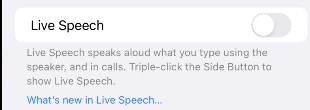 Live Speech
Live Speech speaks aloud what you type using the
speaker, and in calls. Triple-click the Side Button to
show Live Speech.
What's new in Live Speech...